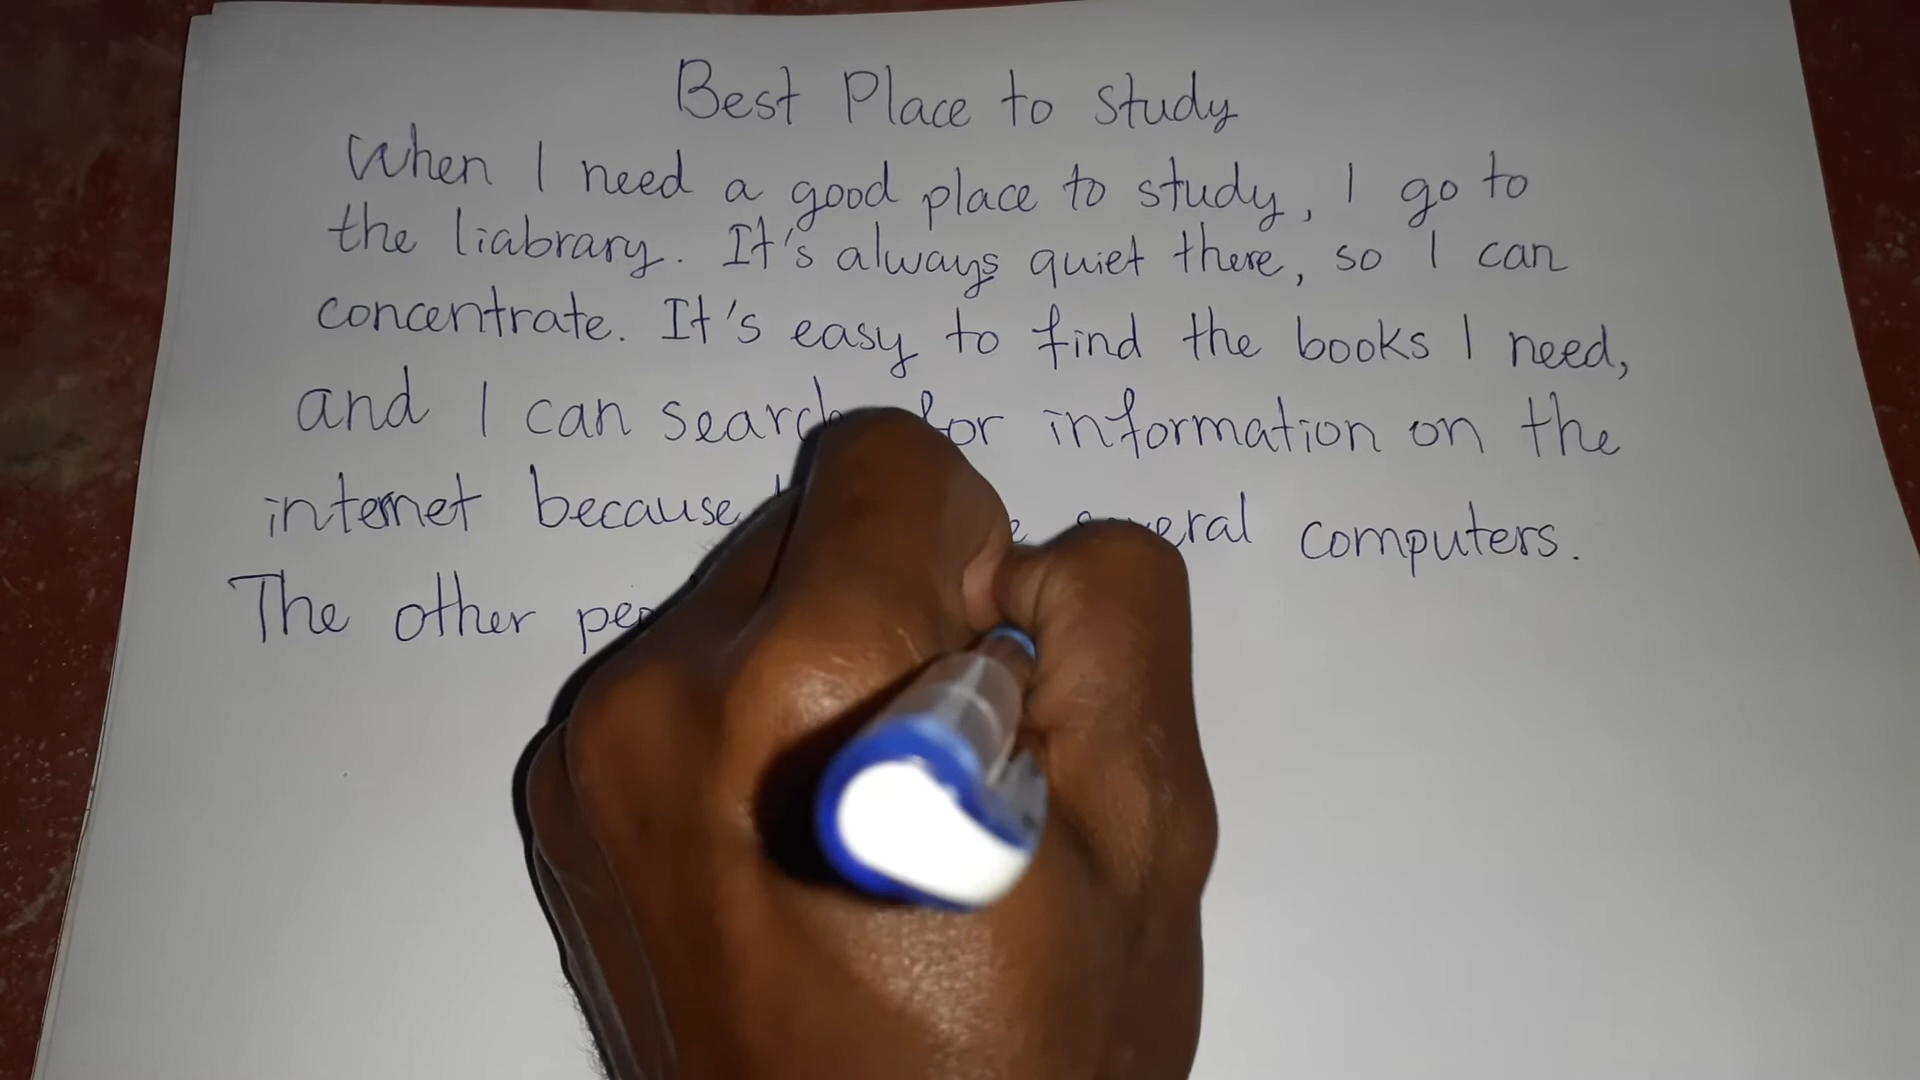 Best Place to Study
When I need a good place to study, I go to
the liabrary. It's always quiet there, so I can
concentrate. It's easy to find the books I need,
and I can search for information on the
internet because several computers.
The other